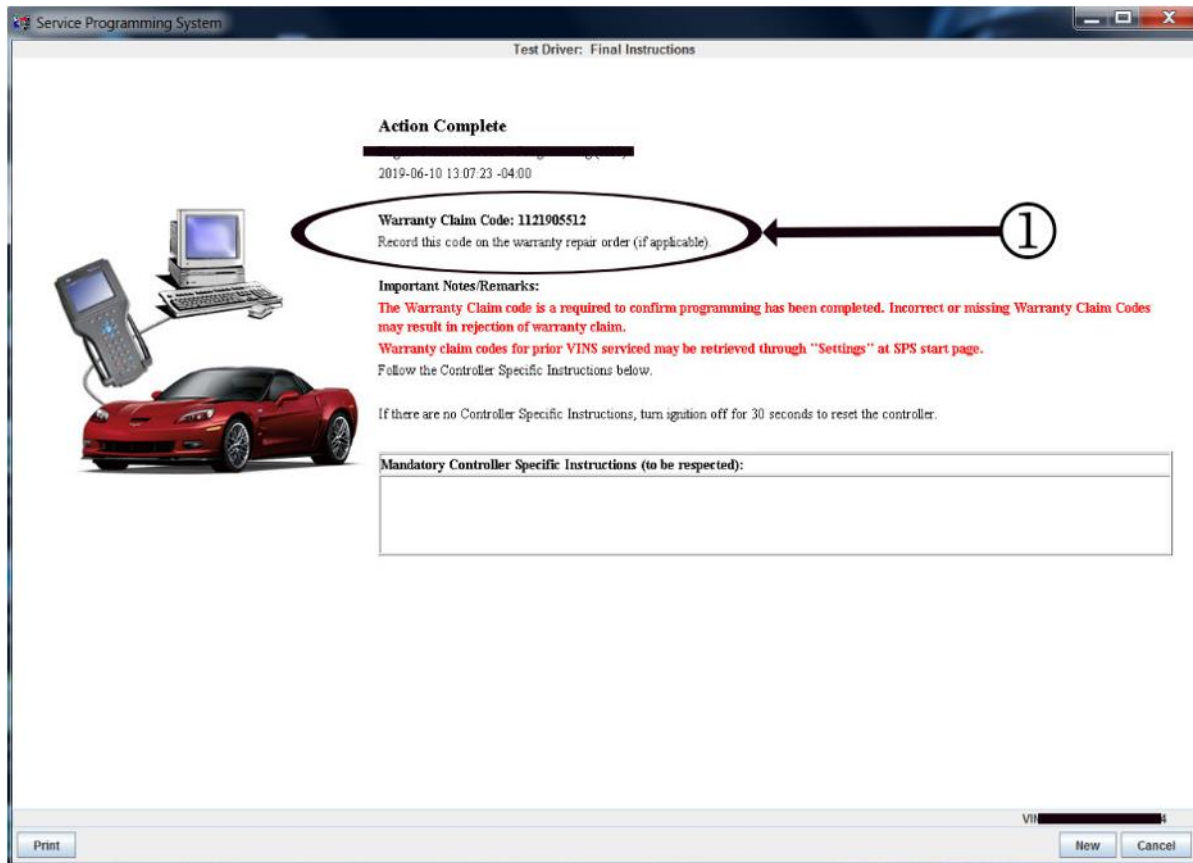 Service Programming System
Test Driver: Final Instructions
Action Complete
2019-06-10 13:07:23 -04:00
Warranty Claim Code: 1121905512
Record this code on the warranty repair order (if applicable).
1
Important Notes/Remarks:
The Warranty Claim code is a required to confirm programming has been completed. Incorrect or missing Warranty Claim Codes
may result in rejection of warranty claim.
Warranty claim codes for prior VINS serviced may be retrieved through "Settings" at SPS start page.
Follow the Controller Specific Instructions below.
If there are no Controller Specific Instructions, turn ignition off for 30 seconds to reset the controller.
Mandatory Controller Specific Instructions (to be respected):
VIN 4
Print New Cancel